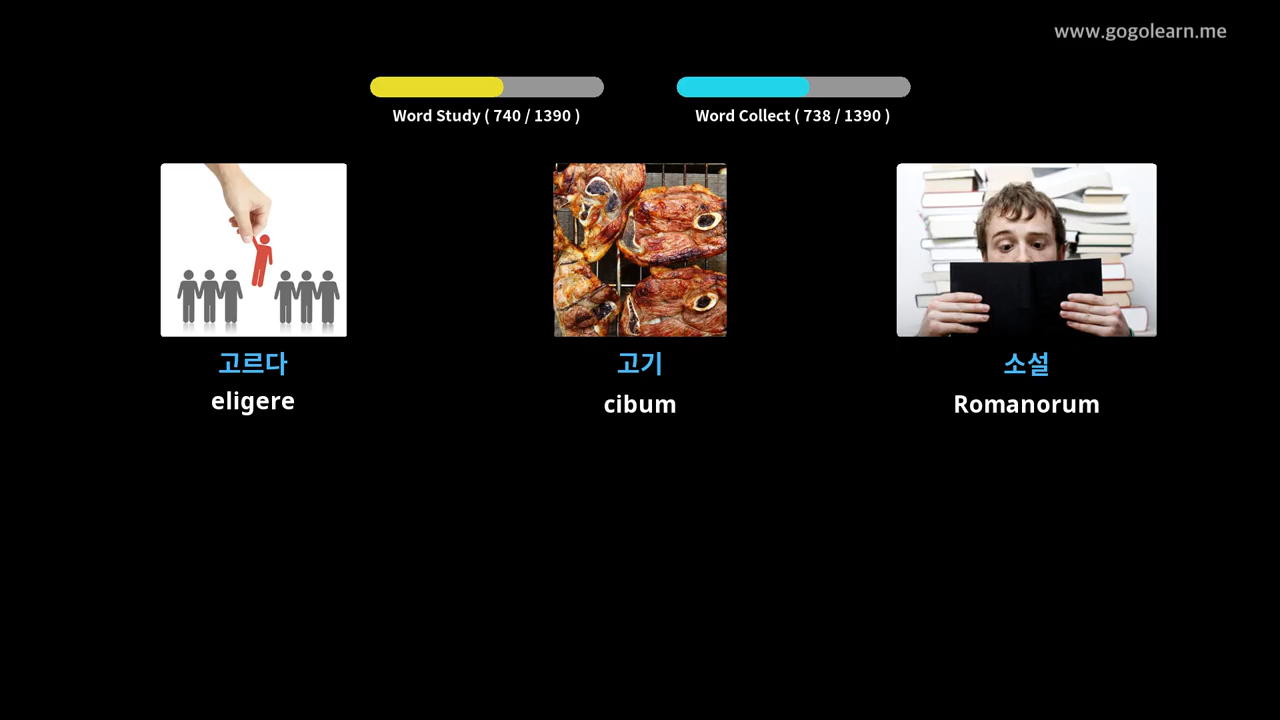 www.gogolearn.me
Word Study ( 740 / 1390 )
Word Collect ( 738 / 1390 )
고르다
eligere
고기
cibum
소설
Romanorum